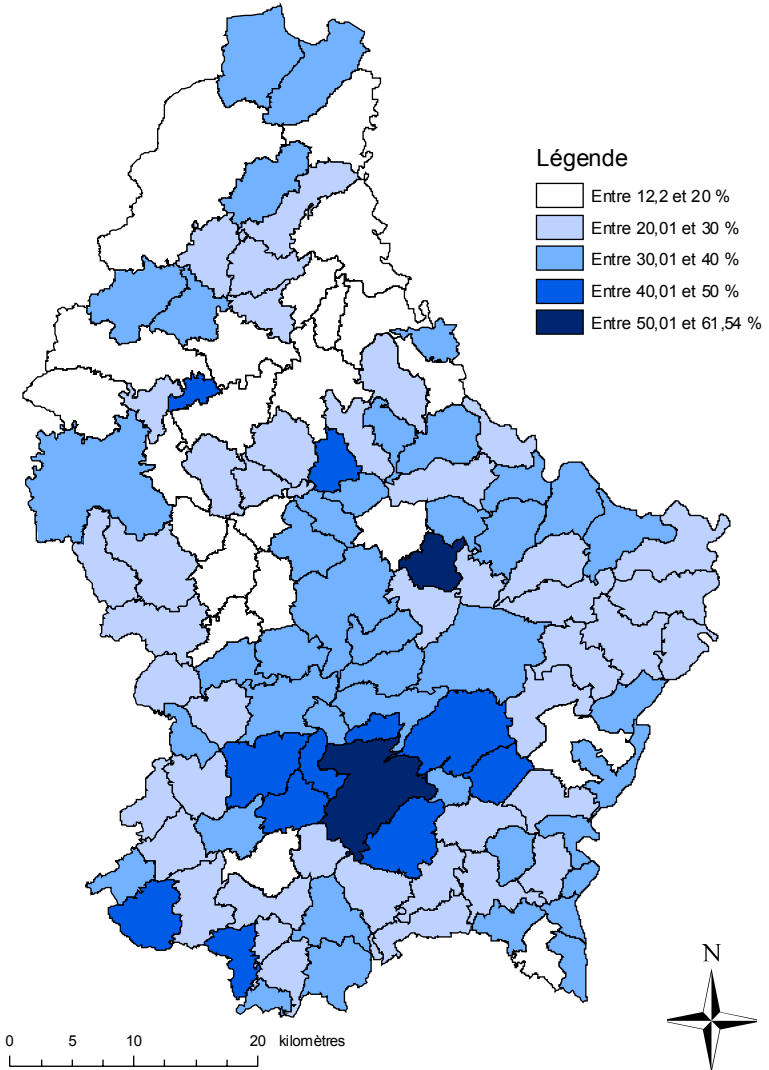 Légende
Entre 12,2 et 20 %
Entre 20,01 et 30 %
Entre 30,01 et 40 %
Entre 40,01 et 50 %
Entre 50,01 et 61,54 %
N
0 5 10 20 kilomètres